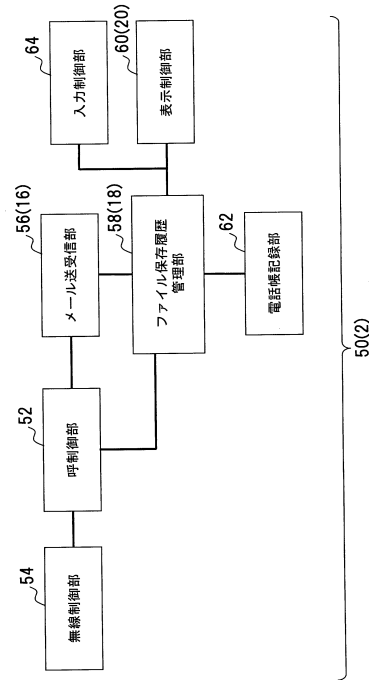 54
無線制御部
52
呼制御部
56(16)
メール送受信部
58(18)
ファイル保存履歴
管理部
62
電話帳記録部
64
入力制御部
60(20)
表示制御部
50(2)